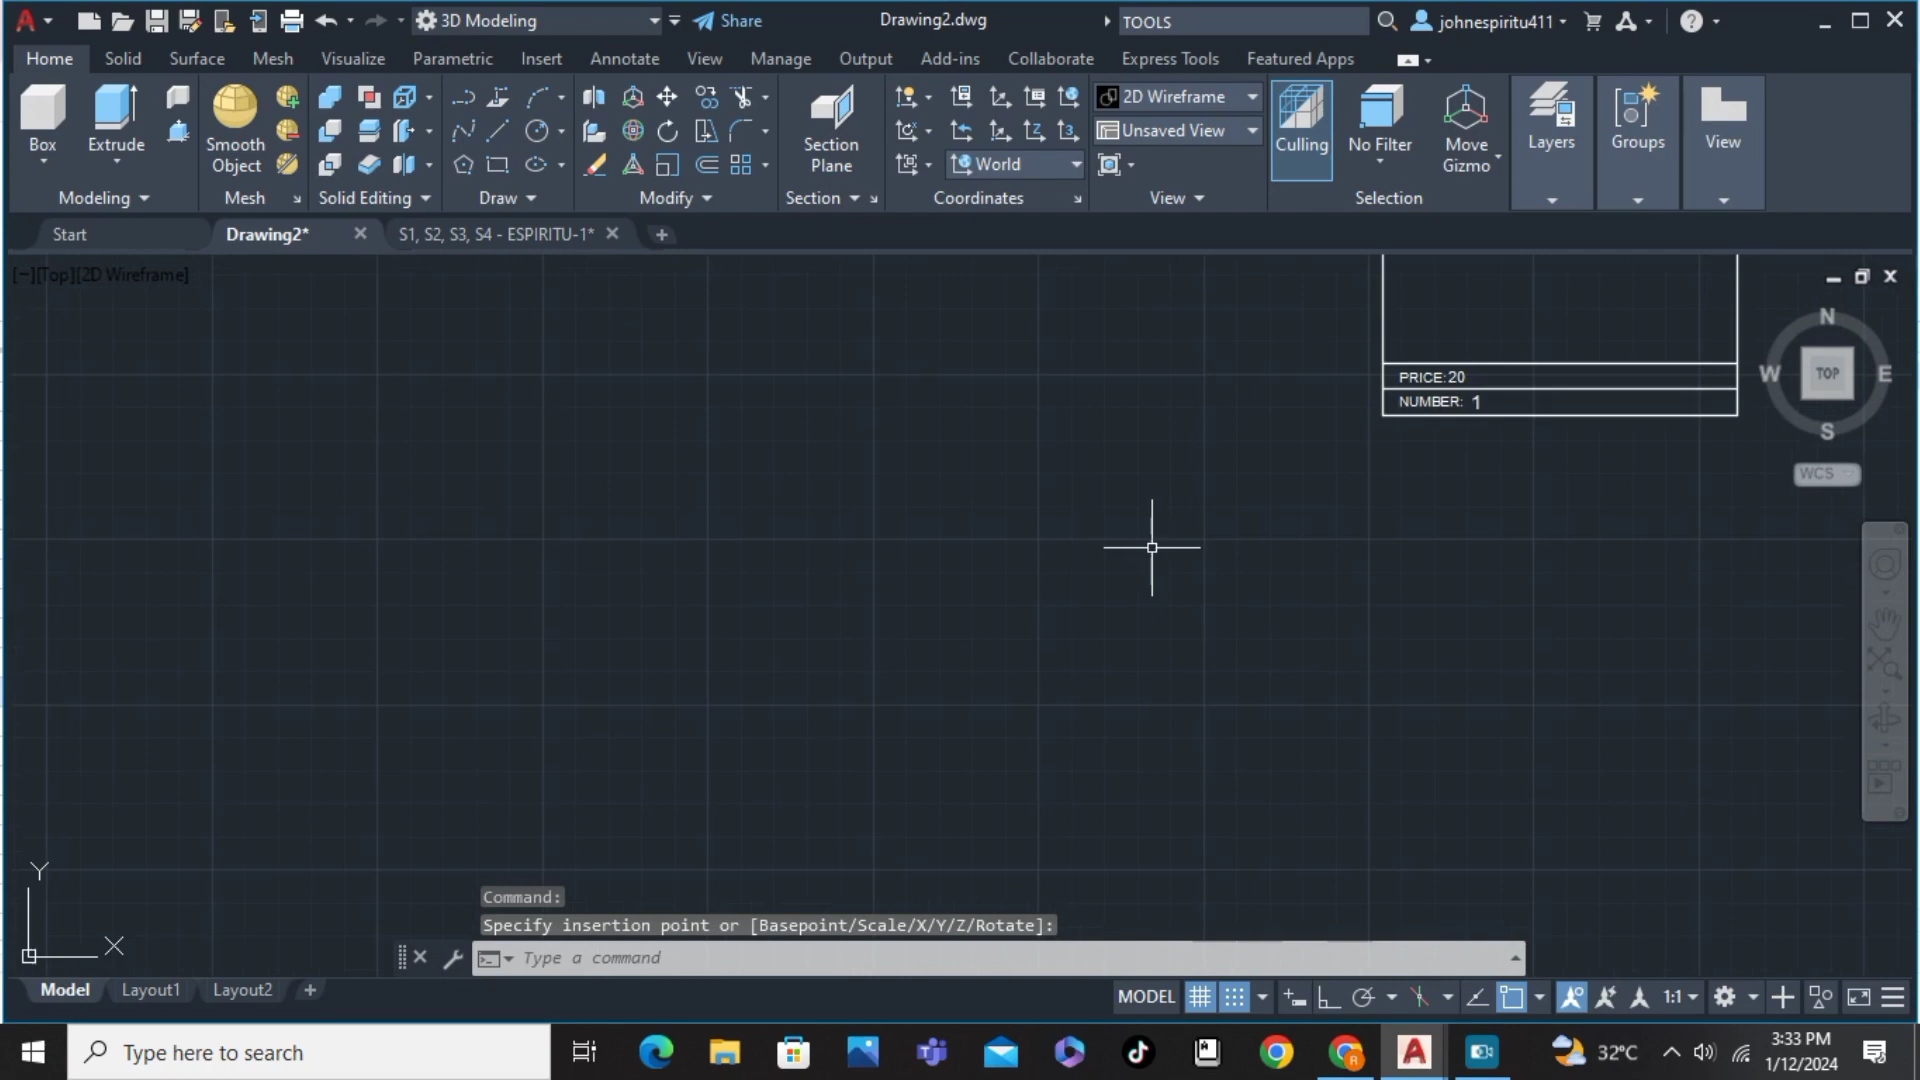 3D Modeling Share Drawing2.dwg TOOLS johnespiritu411
Home Solid Surface Mesh Visualize Parametric Insert Annotate View Manage Output Add-ins Collaborate Express Tools Featured Apps
2D Wireframe
Unsaved View
Box Extrude Smooth Object Section Plane World Culling No Filter Move Gizmo Layers Groups View
Modeling Mesh Solid Editing Draw Modify Section Coordinates View Selection
Start Drawing2* S1, S2, S3, S4 - ESPIRITU-1*
[−][Top][2D Wireframe]
N
W TOP E
S
WCS
PRICE:20
NUMBER: 1
Y
X
Command:
Specify insertion point or [Basepoint/Scale/X/Y/Z/Rotate]:
Type a command
Model Layout1 Layout2 MODEL 1:1
Type here to search 32°C 3:33 PM
1/12/2024